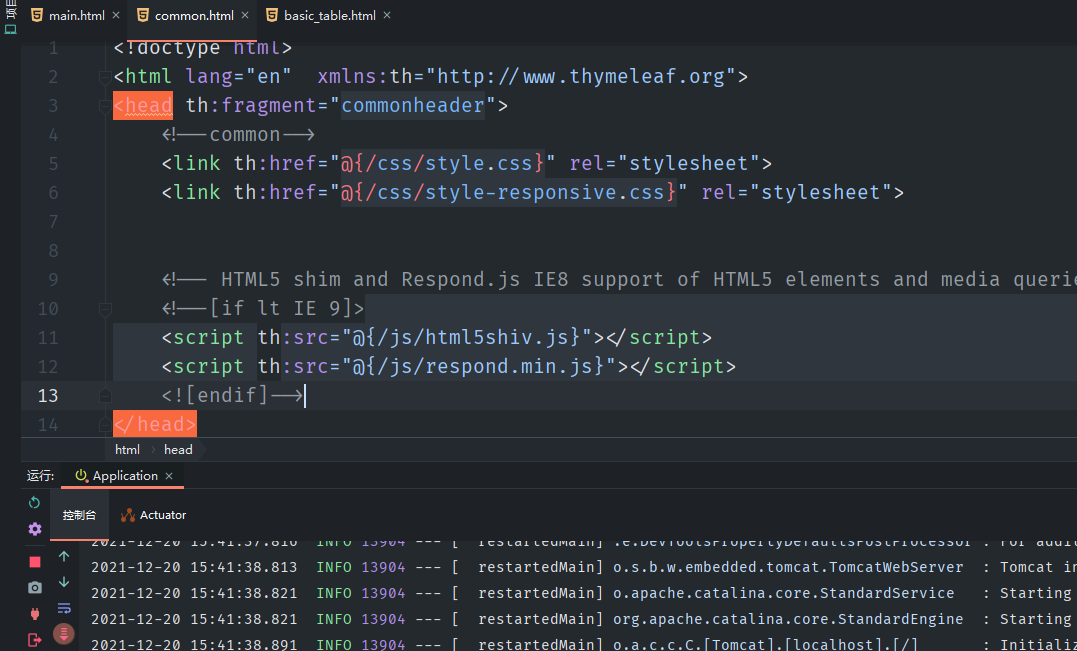 项目
main.html × common.html × basic_table.html ×
1 <!doctype html>
2 <html lang="en"  xmlns:th="http://www.thymeleaf.org">
3 <head th:fragment="commonheader">
4     <!--common-->
5     <link th:href="@{/css/style.css}" rel="stylesheet">
6     <link th:href="@{/css/style-responsive.css}" rel="stylesheet">
7
8
9     <!-- HTML5 shim and Respond.js IE8 support of HTML5 elements and media querie
10     <!--[if lt IE 9]>
11     <script th:src="@{/js/html5shiv.js}"></script>
12     <script th:src="@{/js/respond.min.js}"></script>
13     <![endif]-->
14 </head>
html head
运行: Application ×
控制台 Actuator
2021-12-20 15:41:37.816  INFO 13904 --- [  restartedMain] .e.DevToolsPropertyDefaultsPostProcessor : For addi
2021-12-20 15:41:38.813  INFO 13904 --- [  restartedMain] o.s.b.w.embedded.tomcat.TomcatWebServer  : Tomcat in
2021-12-20 15:41:38.821  INFO 13904 --- [  restartedMain] o.apache.catalina.core.StandardService   : Starting
2021-12-20 15:41:38.821  INFO 13904 --- [  restartedMain] org.apache.catalina.core.StandardEngine  : Starting
2021-12-20 15:41:38.891  INFO 13904 --- [  restartedMain] o.a.c.c.C.[Tomcat].[localhost].[/]       : Initializ